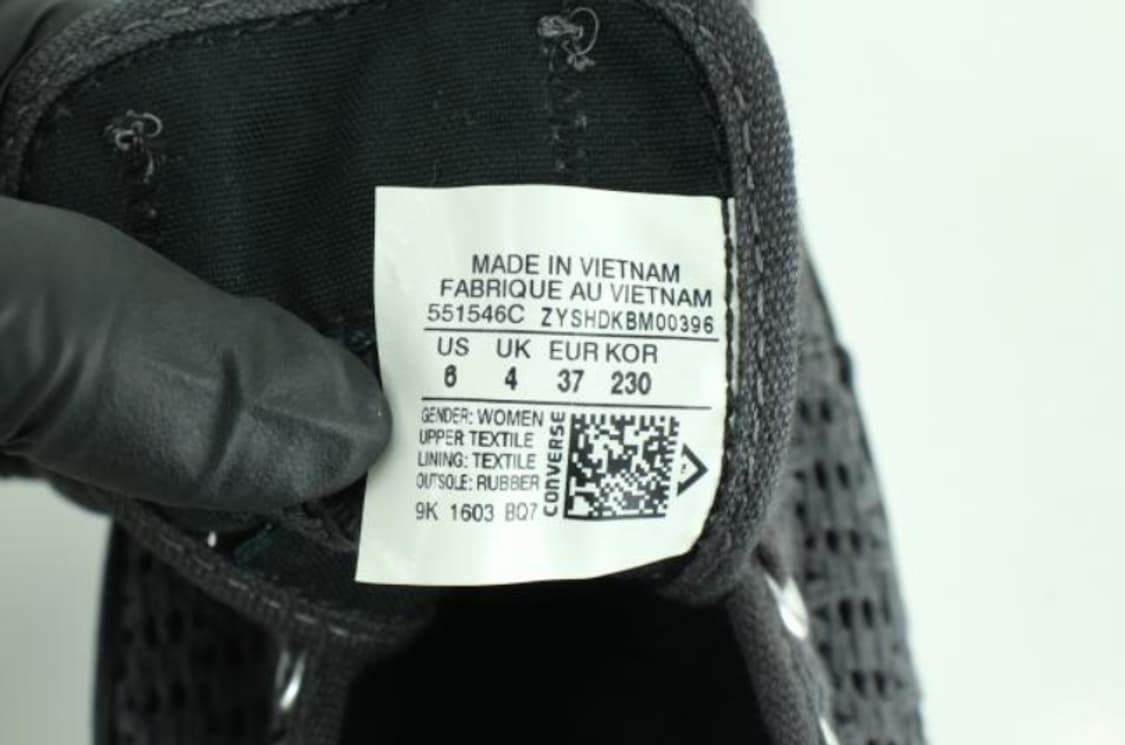 MADE IN VIETNAM
FABRIQUE AU VIETNAM
551546C ZYSHDKBM00396
US UK EUR KOR
6 4 37 230
GENDER: WOMEN
UPPER TEXTILE
LINING: TEXTILE
OUTSOLE: RUBBER
9K 1603 BQ7
CONVERSE